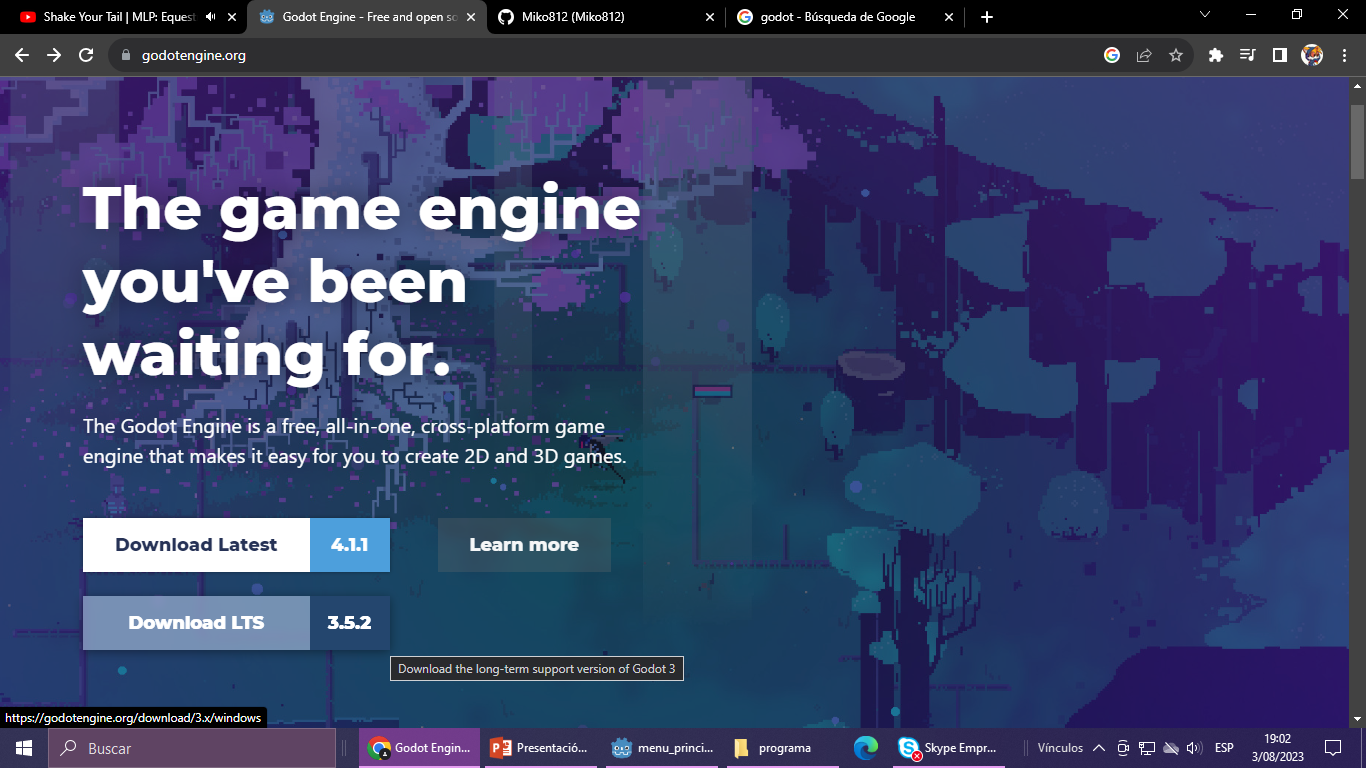 Shake Your Tail | MLP: Equest
Godot Engine - Free and open so
Miko812 (Miko812)
godot - Búsqueda de Google
godotengine.org
The game engine
you've been
waiting for.
The Godot Engine is a free, all-in-one, cross-platform game
engine that makes it easy for you to create 2D and 3D games.
Download Latest 4.1.1
Learn more
Download LTS 3.5.2
Download the long-term support version of Godot 3
https://godotengine.org/download/3.x/windows
Buscar
Godot Engin...
Presentació...
menu_princi...
programa
Skype Empr...
Vínculos
ESP
19:02
3/08/2023